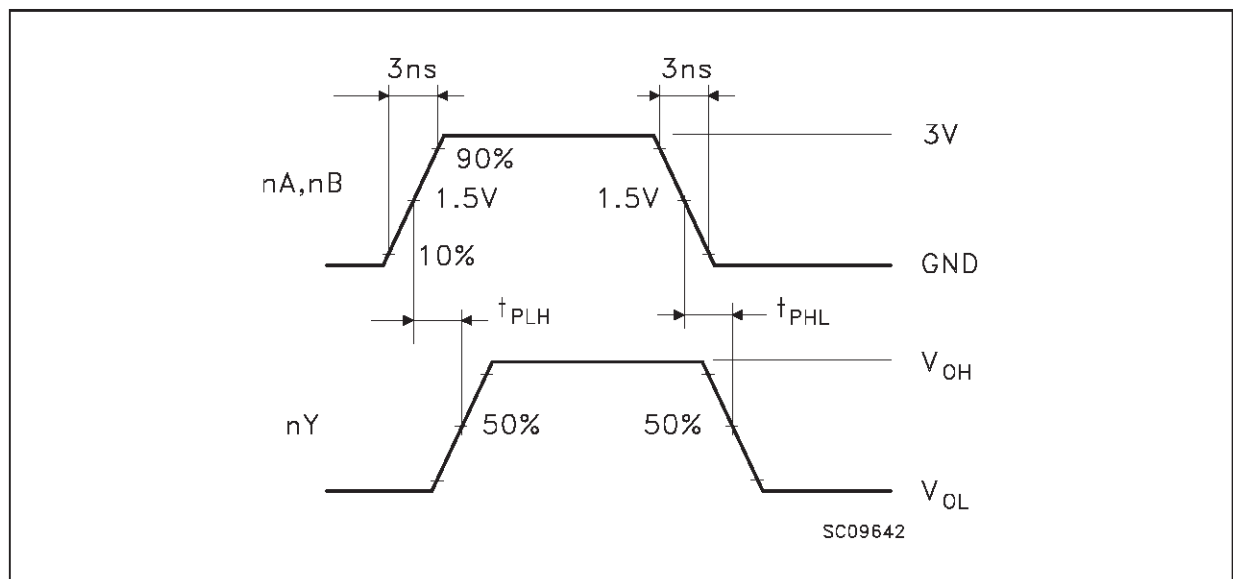 3ns 3ns
3V
90%
nA,nB
1.5V 1.5V
10%
GND
tPLH tPHL
VOH
nY 50% 50%
VOL
SC09642